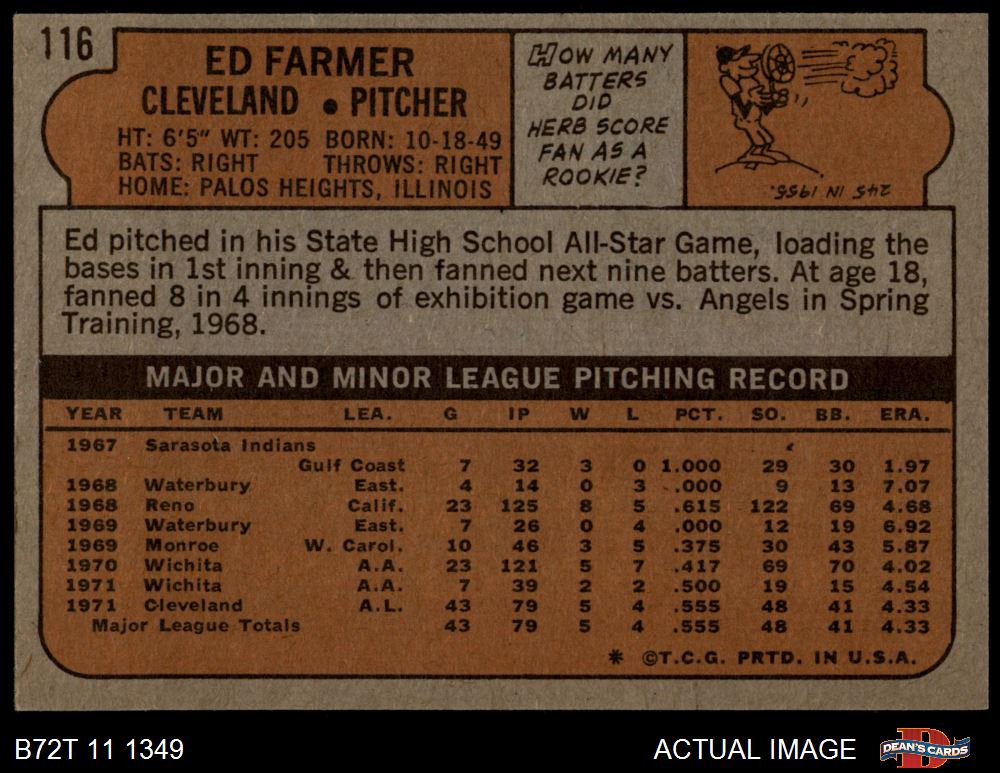 116
ED FARMER
CLEVELAND • PITCHER
HT: 6'5" WT: 205 BORN: 10-18-49
BATS: RIGHT THROWS: RIGHT
HOME: PALOS HEIGHTS, ILLINOIS
HOW MANY
BATTERS
DID
HERB SCORE
FAN AS A
ROOKIE?
245 IN 1955.
Ed pitched in his State High School All-Star Game, loading the
bases in 1st inning & then fanned next nine batters. At age 18,
fanned 8 in 4 innings of exhibition game vs. Angels in Spring
Training, 1968.
MAJOR AND MINOR LEAGUE PITCHING RECORD
YEAR TEAM LEA. G IP W L PCT. SO. BB. ERA.
1967 Sarasota Indians
Gulf Coast 7 32 3 0 1.000 29 30 1.97
1968 Waterbury East. 4 14 0 3 .000 9 13 7.07
1968 Reno Calif. 23 125 8 5 .615 122 69 4.68
1969 Waterbury East. 7 26 0 4 .000 12 19 6.92
1969 Monroe W. Carol. 10 46 3 5 .375 30 43 5.87
1970 Wichita A.A. 23 121 5 7 .417 69 70 4.02
1971 Wichita A.A. 7 39 2 2 .500 19 15 4.54
1971 Cleveland A.L. 43 79 5 4 .555 48 41 4.33
Major League Totals 43 79 5 4 .555 48 41 4.33
* ©T.C.G. PRTD. IN U.S.A.
B72T 11 1349 ACTUAL IMAGE DEAN'S CARDS